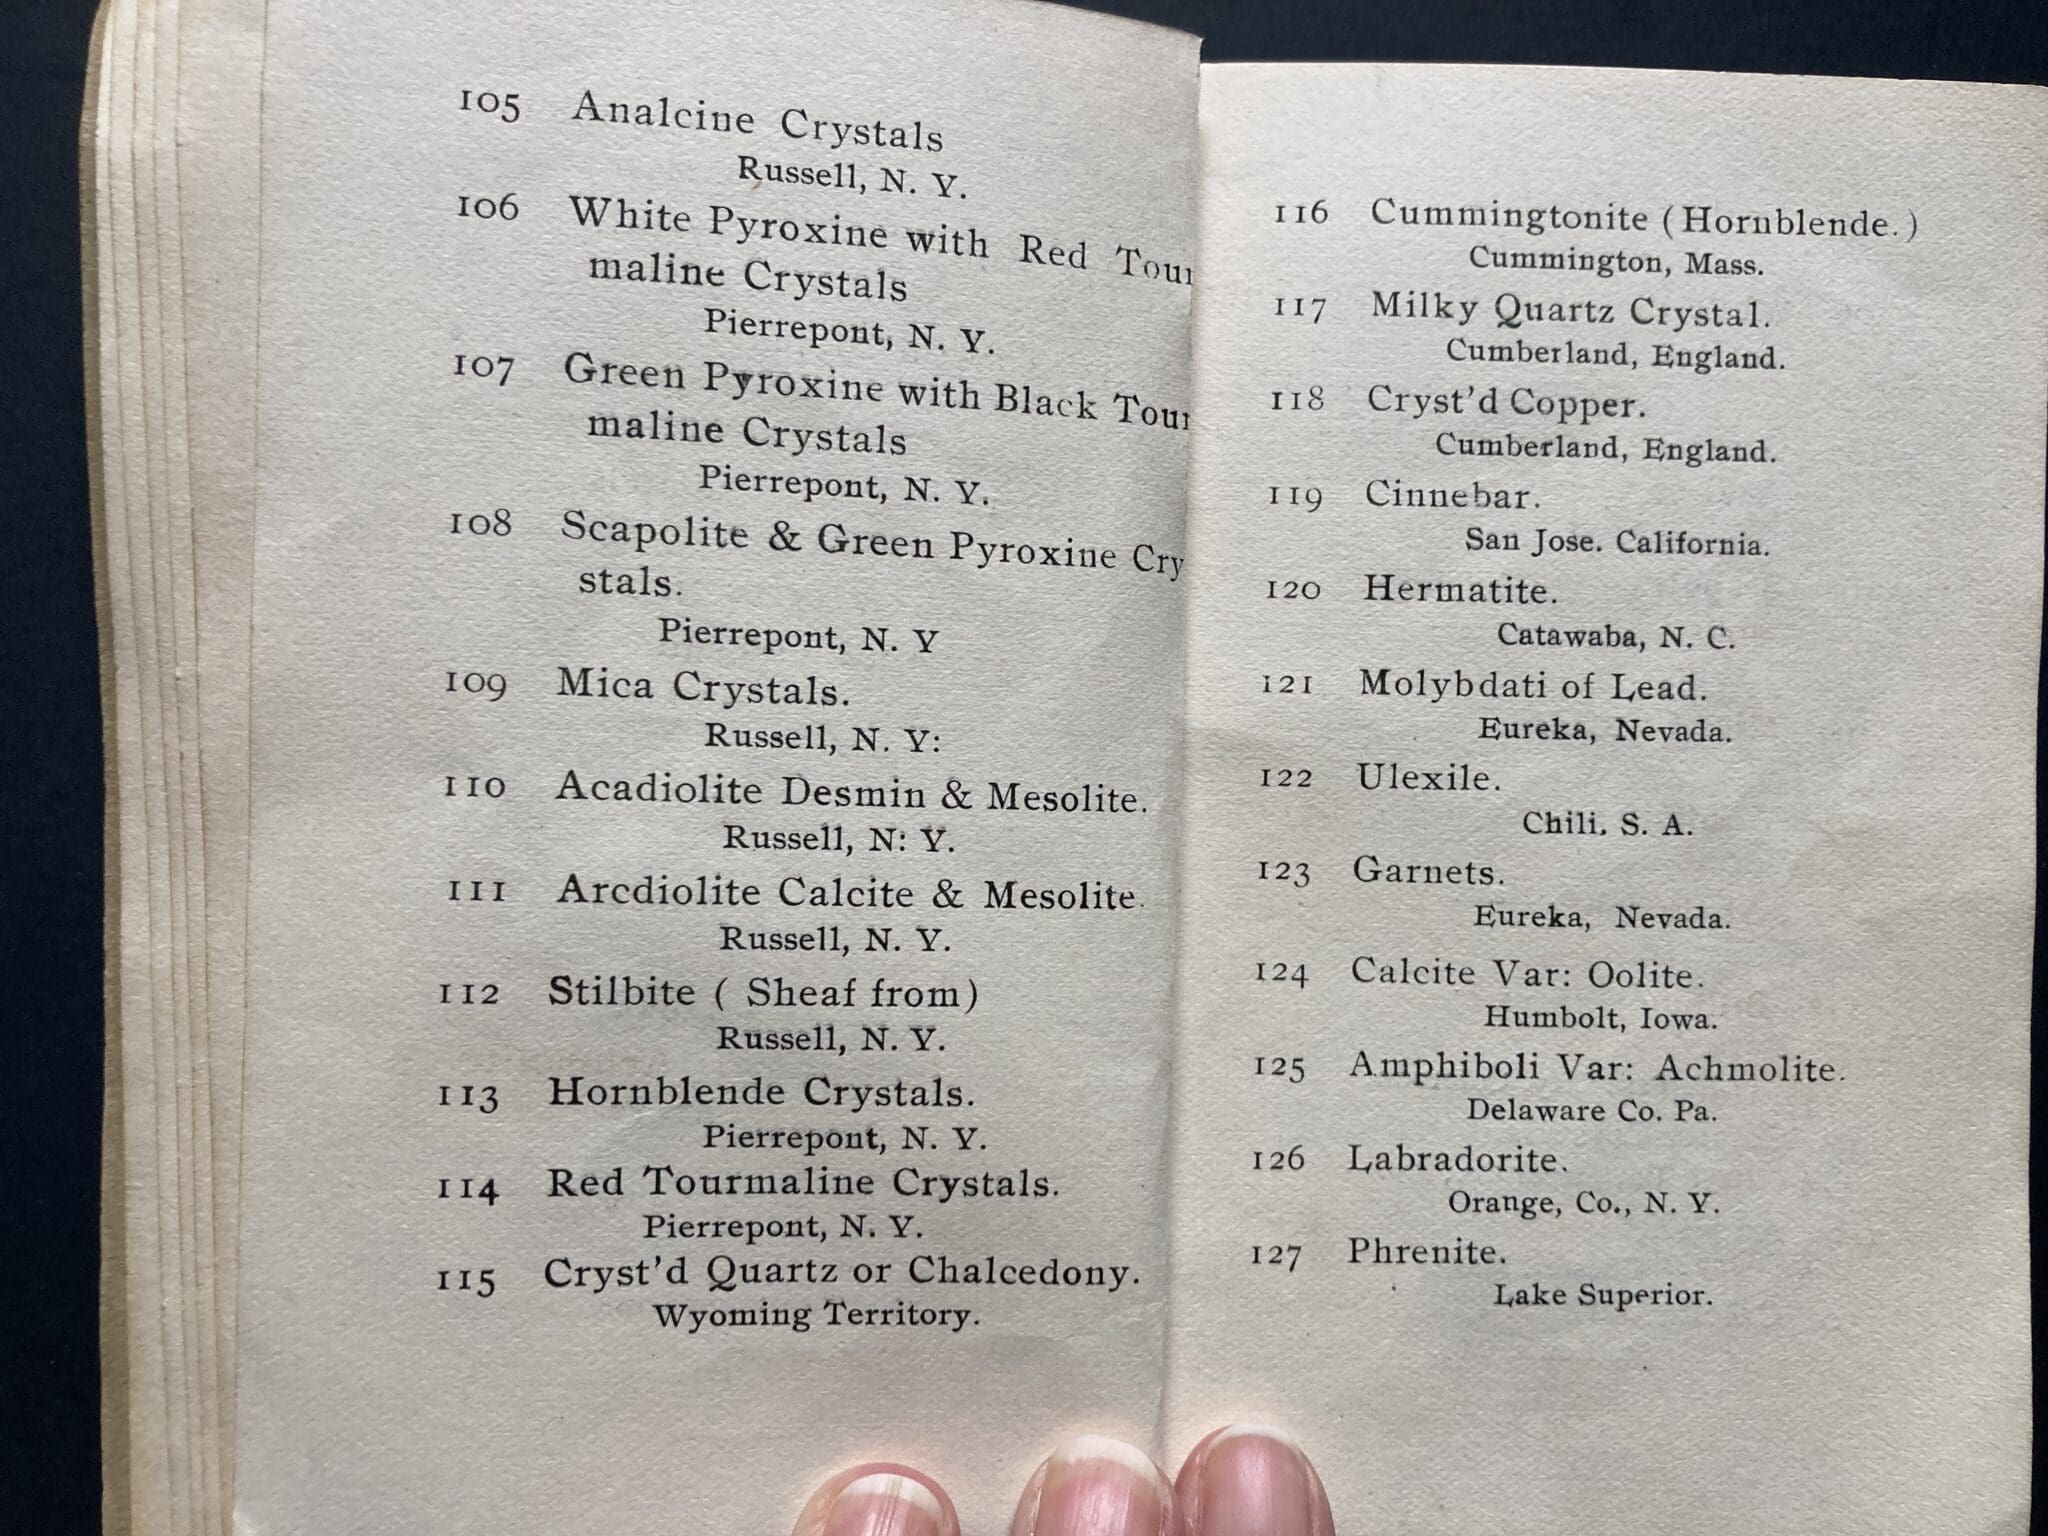 105 Analcine Crystals
Russell, N. Y.
106 White Pyroxine with Red Tour
maline Crystals
Pierrepont, N. Y.
107 Green Pyroxine with Black Tour
maline Crystals
Pierrepont, N. Y.
108 Scapolite & Green Pyroxine Cry
stals.
Pierrepont, N. Y
109 Mica Crystals.
Russell, N. Y:
110 Acadiolite Desmin & Mesolite.
Russell, N: Y.
111 Arcdiolite Calcite & Mesolite.
Russell, N. Y.
112 Stilbite ( Sheaf from)
Russell, N. Y.
113 Hornblende Crystals.
Pierrepont, N. Y.
114 Red Tourmaline Crystals.
Pierrepont, N. Y.
115 Cryst'd Quartz or Chalcedony.
Wyoming Territory.
116 Cummingtonite (Hornblende.)
Cummington, Mass.
117 Milky Quartz Crystal.
Cumberland, England.
118 Cryst'd Copper.
Cumberland, England.
119 Cinnebar.
San Jose. California.
120 Hermatite.
Catawaba, N. C.
121 Molybdati of Lead.
Eureka, Nevada.
122 Ulexile.
Chili. S. A.
123 Garnets.
Eureka, Nevada.
124 Calcite Var: Oolite.
Humbolt, Iowa.
125 Amphiboli Var: Achmolite.
Delaware Co. Pa.
126 Labradorite.
Orange, Co., N. Y.
127 Phrenite.
Lake Superior.